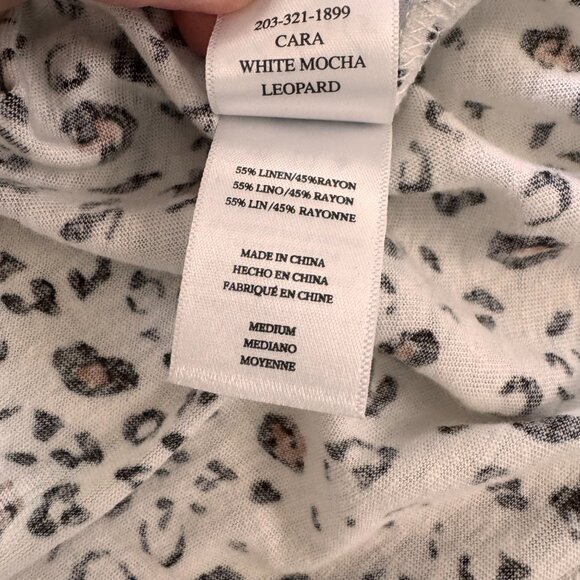 203-321-1899
CARA
WHITE MOCHA
LEOPARD
55% LINEN/45%RAYON
55% LINO/45% RAYON
55% LIN/45% RAYONNE
MADE IN CHINA
HECHO EN CHINA
FABRIQUÉ EN CHINE
MEDIUM
MEDIANO
MOYENNE